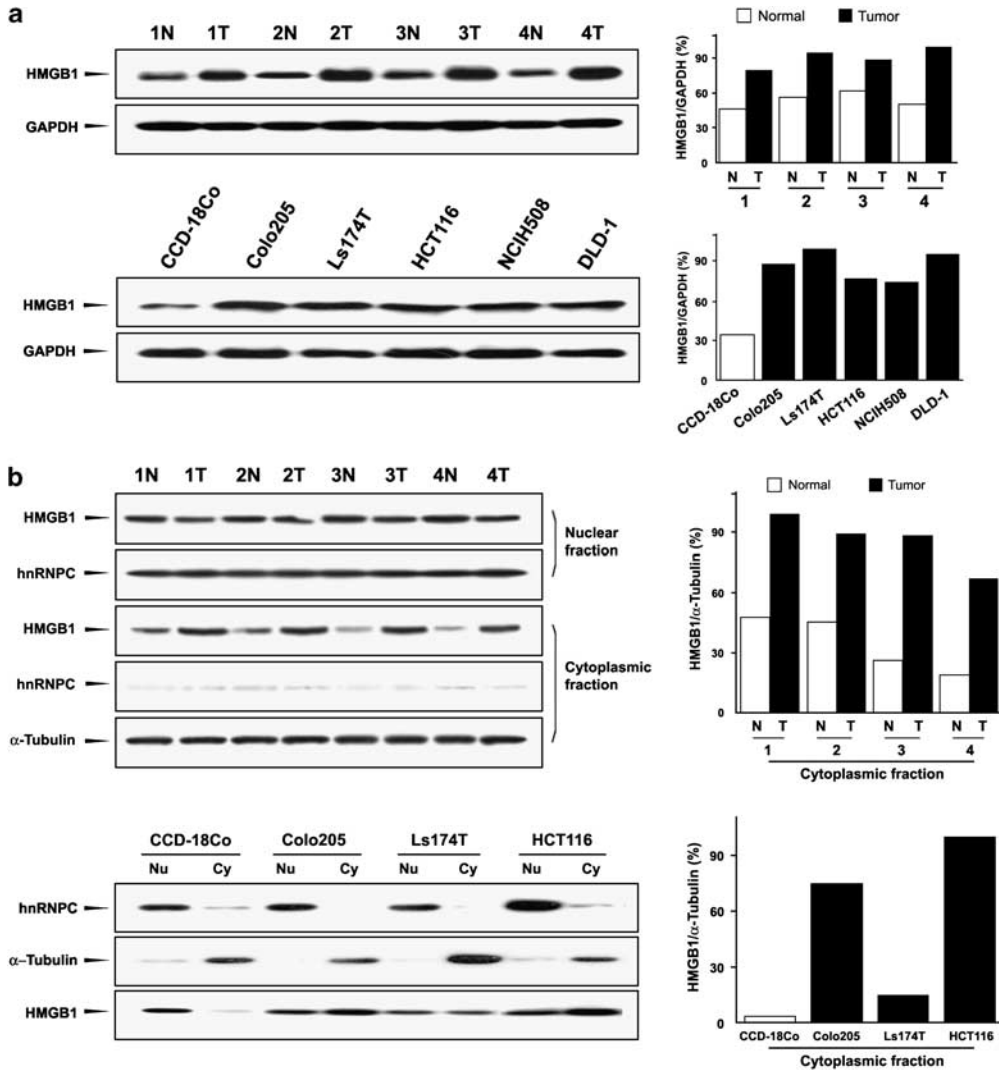 a
1N 1T 2N 2T 3N 3T 4N 4T
HMGB1
GAPDH
Normal Tumor
HMGB1/GAPDH (%)
90
60
30
0
N T N T N T N T
1 2 3 4
CCD-18Co Colo205 Ls174T HCT116 NCIH508 DLD-1
HMGB1
GAPDH
HMGB1/GAPDH (%)
90
60
30
0
CCD-18Co Colo205 Ls174T HCT116 NCIH508 DLD-1
b
1N 1T 2N 2T 3N 3T 4N 4T
HMGB1
hnRNPC
Nuclear
fraction
HMGB1
hnRNPC
α-Tubulin
Cytoplasmic
fraction
Normal Tumor
HMGB1/α-Tubulin (%)
90
60
30
0
N T N T N T N T
1 2 3 4
Cytoplasmic fraction
CCD-18Co Colo205 Ls174T HCT116
Nu Cy Nu Cy Nu Cy Nu Cy
hnRNPC
α–Tubulin
HMGB1
HMGB1/α-Tubulin (%)
90
60
30
0
CCD-18Co Colo205 Ls174T HCT116
Cytoplasmic fraction